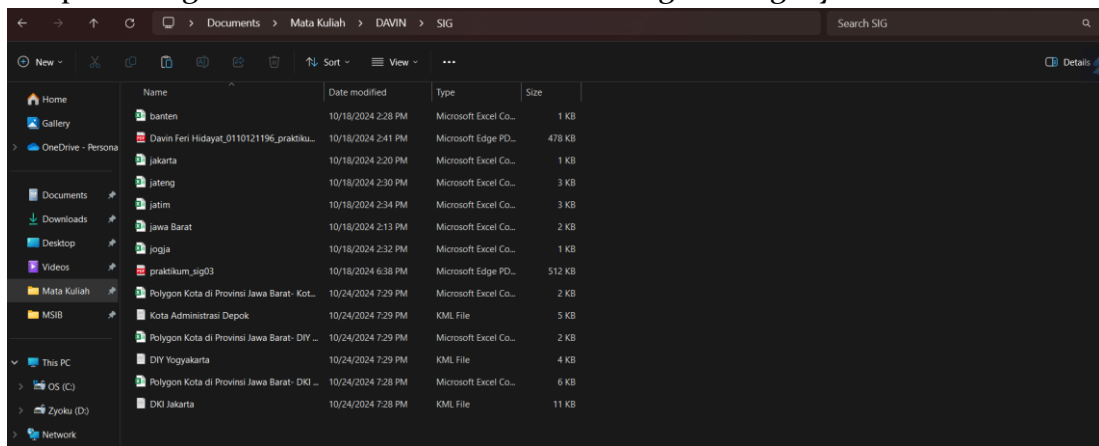 Documents > Mata Kuliah > DAVIN > SIG
Search SIG
New
Sort
View
Details
Home
Gallery
OneDrive - Persona
Documents
Downloads
Desktop
Videos
Mata Kuliah
MSIB
This PC
OS (C:)
Zyoku (D:)
Network
Name Date modified Type Size
banten 10/18/2024 2:28 PM Microsoft Excel Co... 1 KB
Davin Feri Hidayat_0110121196_praktiku... 10/18/2024 2:41 PM Microsoft Edge PD... 478 KB
jakarta 10/18/2024 2:20 PM Microsoft Excel Co... 1 KB
jateng 10/18/2024 2:30 PM Microsoft Excel Co... 3 KB
jatim 10/18/2024 2:34 PM Microsoft Excel Co... 3 KB
jawa Barat 10/18/2024 2:13 PM Microsoft Excel Co... 2 KB
jogja 10/18/2024 2:32 PM Microsoft Excel Co... 1 KB
praktikum_sig03 10/18/2024 6:38 PM Microsoft Edge PD... 512 KB
Polygon Kota di Provinsi Jawa Barat- Kot... 10/24/2024 7:29 PM Microsoft Excel Co... 2 KB
Kota Administrasi Depok 10/24/2024 7:29 PM KML File 5 KB
Polygon Kota di Provinsi Jawa Barat- DIY ... 10/24/2024 7:29 PM Microsoft Excel Co... 2 KB
DIY Yogyakarta 10/24/2024 7:29 PM KML File 4 KB
Polygon Kota di Provinsi Jawa Barat- DKI ... 10/24/2024 7:28 PM Microsoft Excel Co... 6 KB
DKI Jakarta 10/24/2024 7:28 PM KML File 11 KB